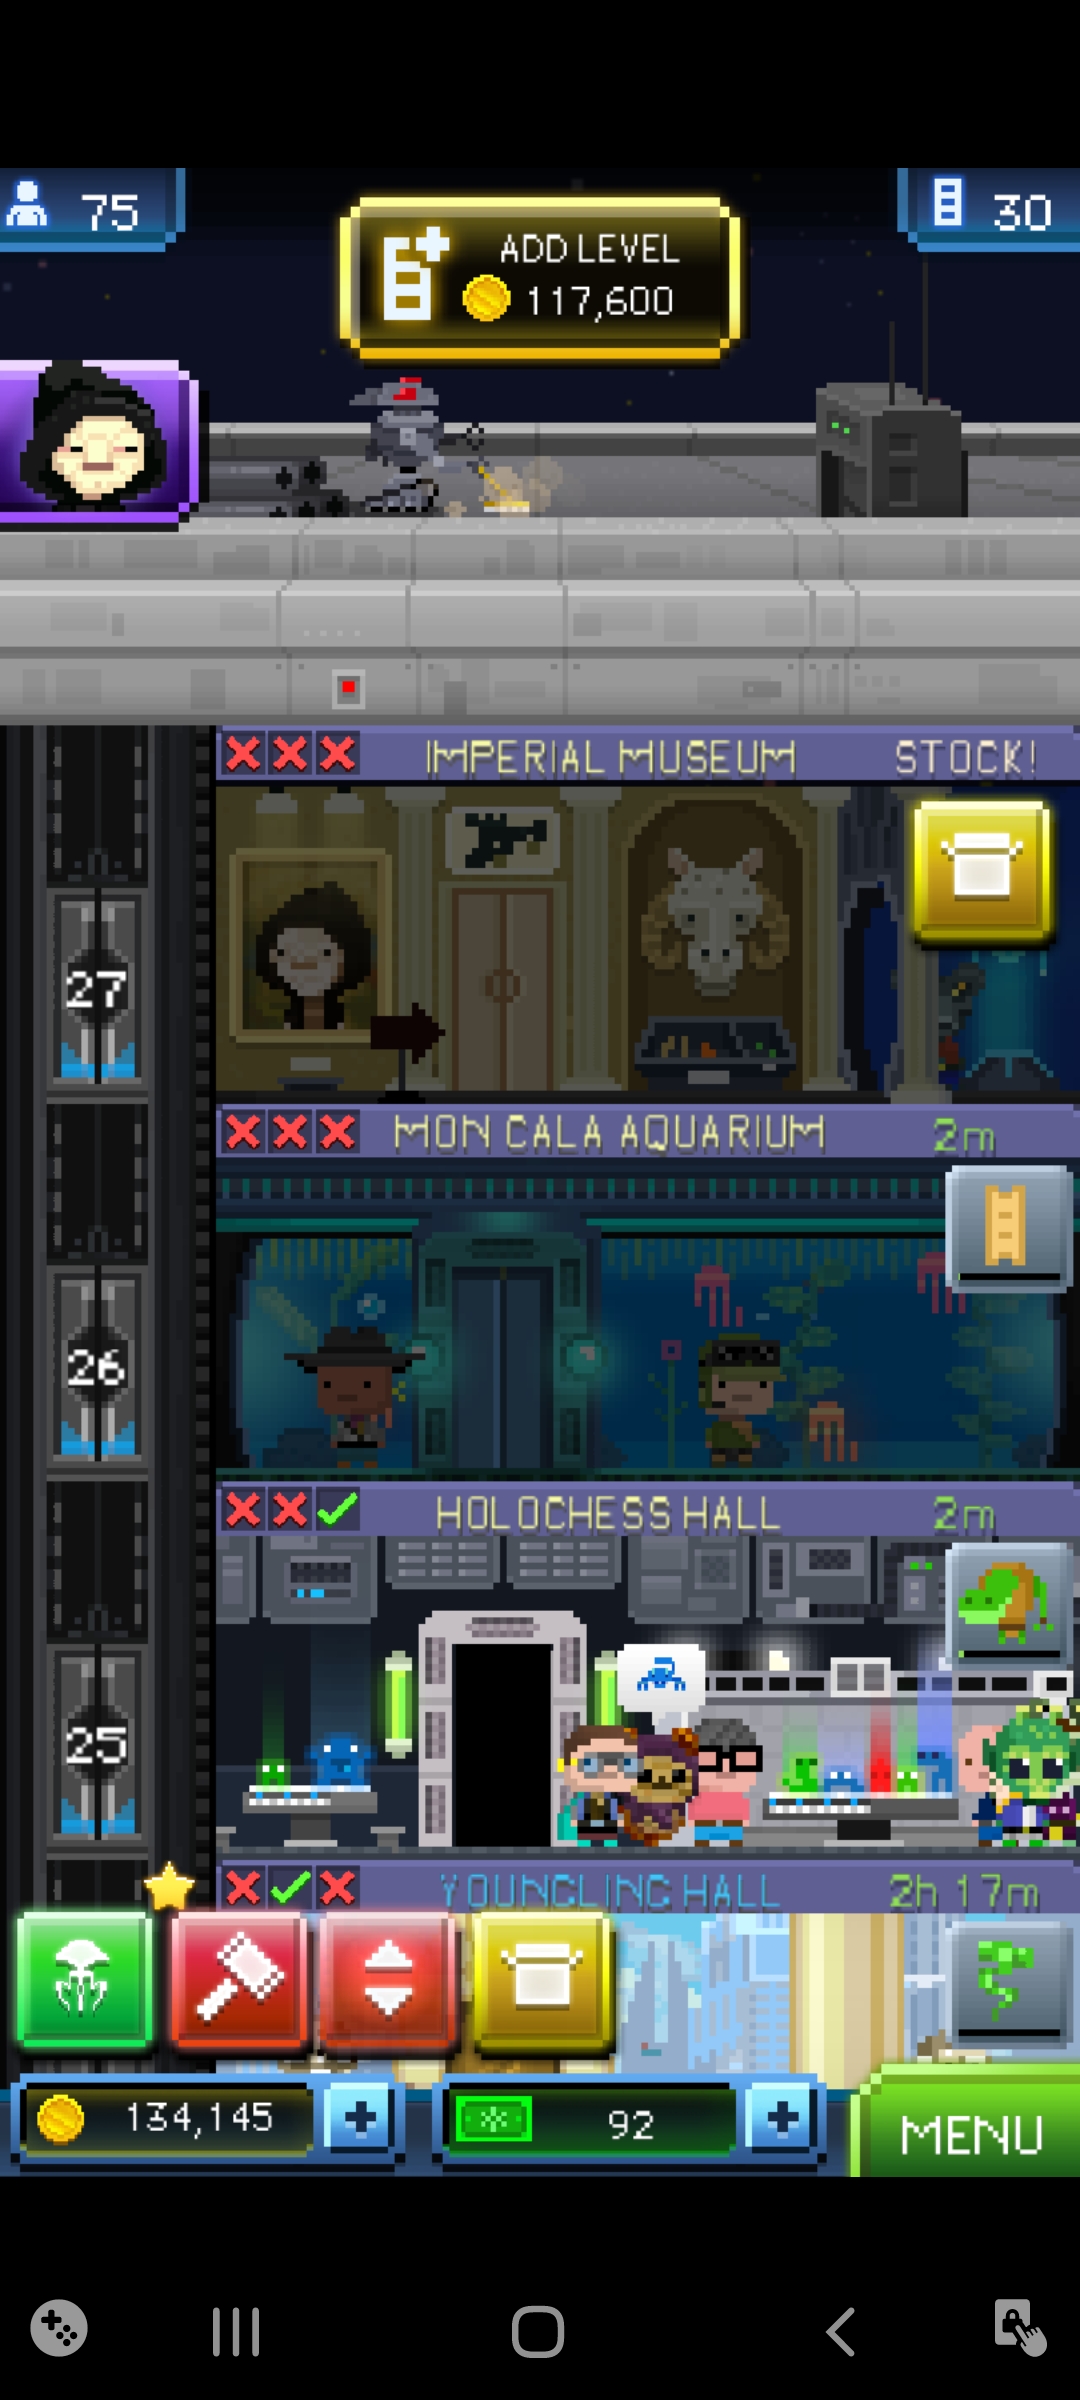 75
ADD LEVEL
117,600
30
IMPERIAL MUSEUM STOCK!
27
MON CALA AQUARIUM 2m
26
HOLOCHESS HALL 2m
25
YOUNGLING HALL 2h 17m
134,145
92
MENU